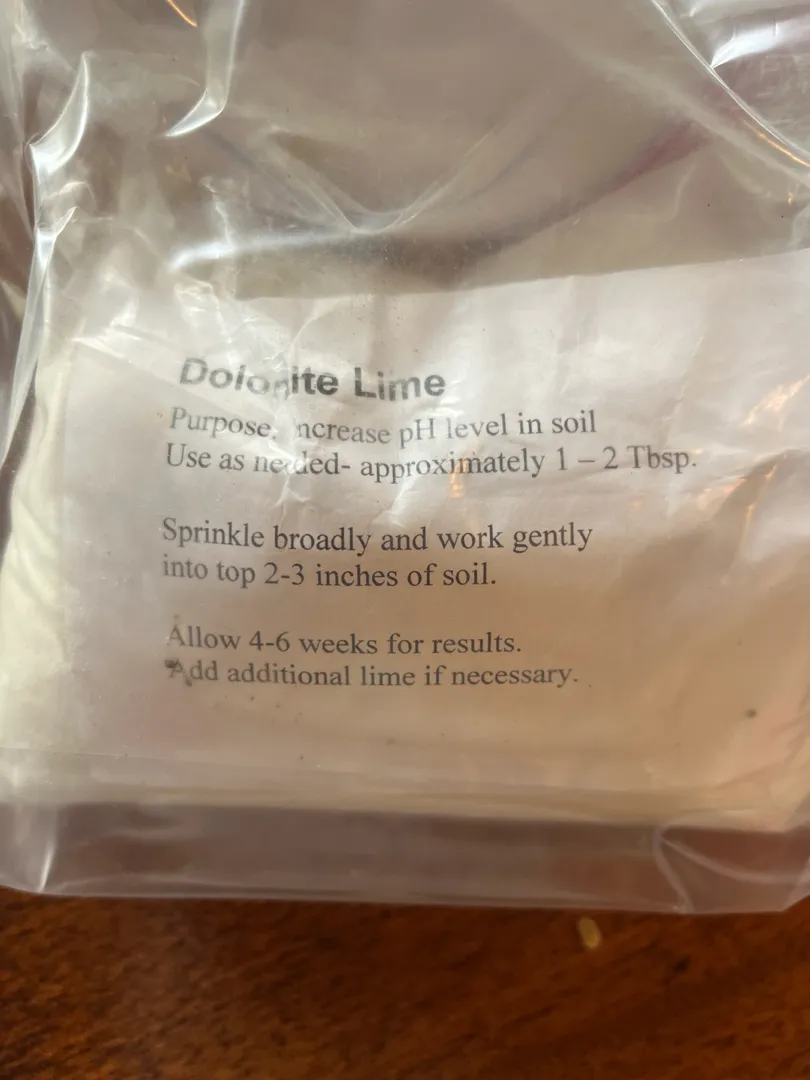 Dolomite Lime
Purpose: Increase pH level in soil
Use as needed- approximately 1 – 2 Tbsp.
Sprinkle broadly and work gently
into top 2-3 inches of soil.
Allow 4-6 weeks for results.
Add additional lime if necessary.